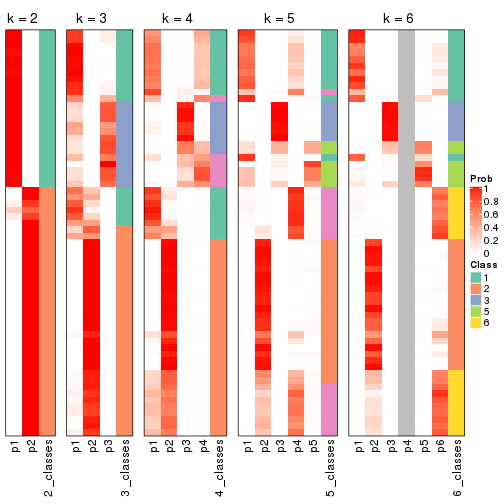 k = 2
k = 3
k = 4
k = 5
k = 6
Prob
1
0.8
0.6
0.4
0.2
0
Class
1
2
3
5
6
p1
p2
2_classes
p1
p2
p3
3_classes
p1
p2
p3
p4
4_classes
p1
p2
p3
p4
p5
5_classes
p1
p2
p3
p4
p5
p6
6_classes